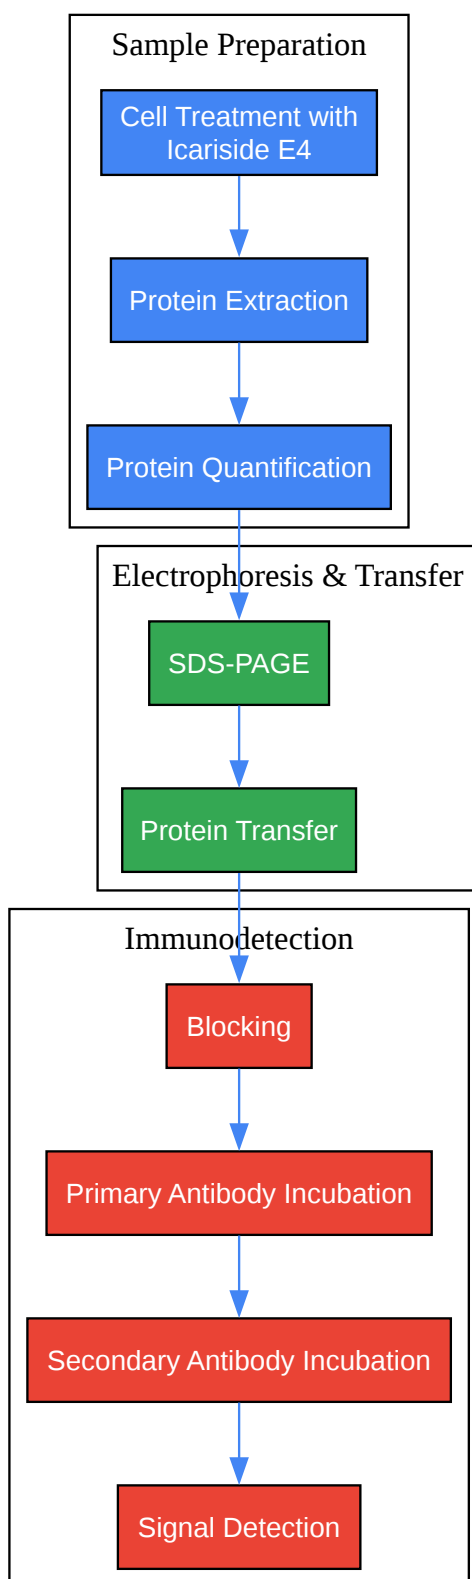 Sample Preparation
Cell Treatment with
Icariside E4
Protein Extraction
Protein Quantification
Electrophoresis & Transfer
SDS-PAGE
Protein Transfer
Immunodetection
Blocking
Primary Antibody Incubation
Secondary Antibody Incubation
Signal Detection